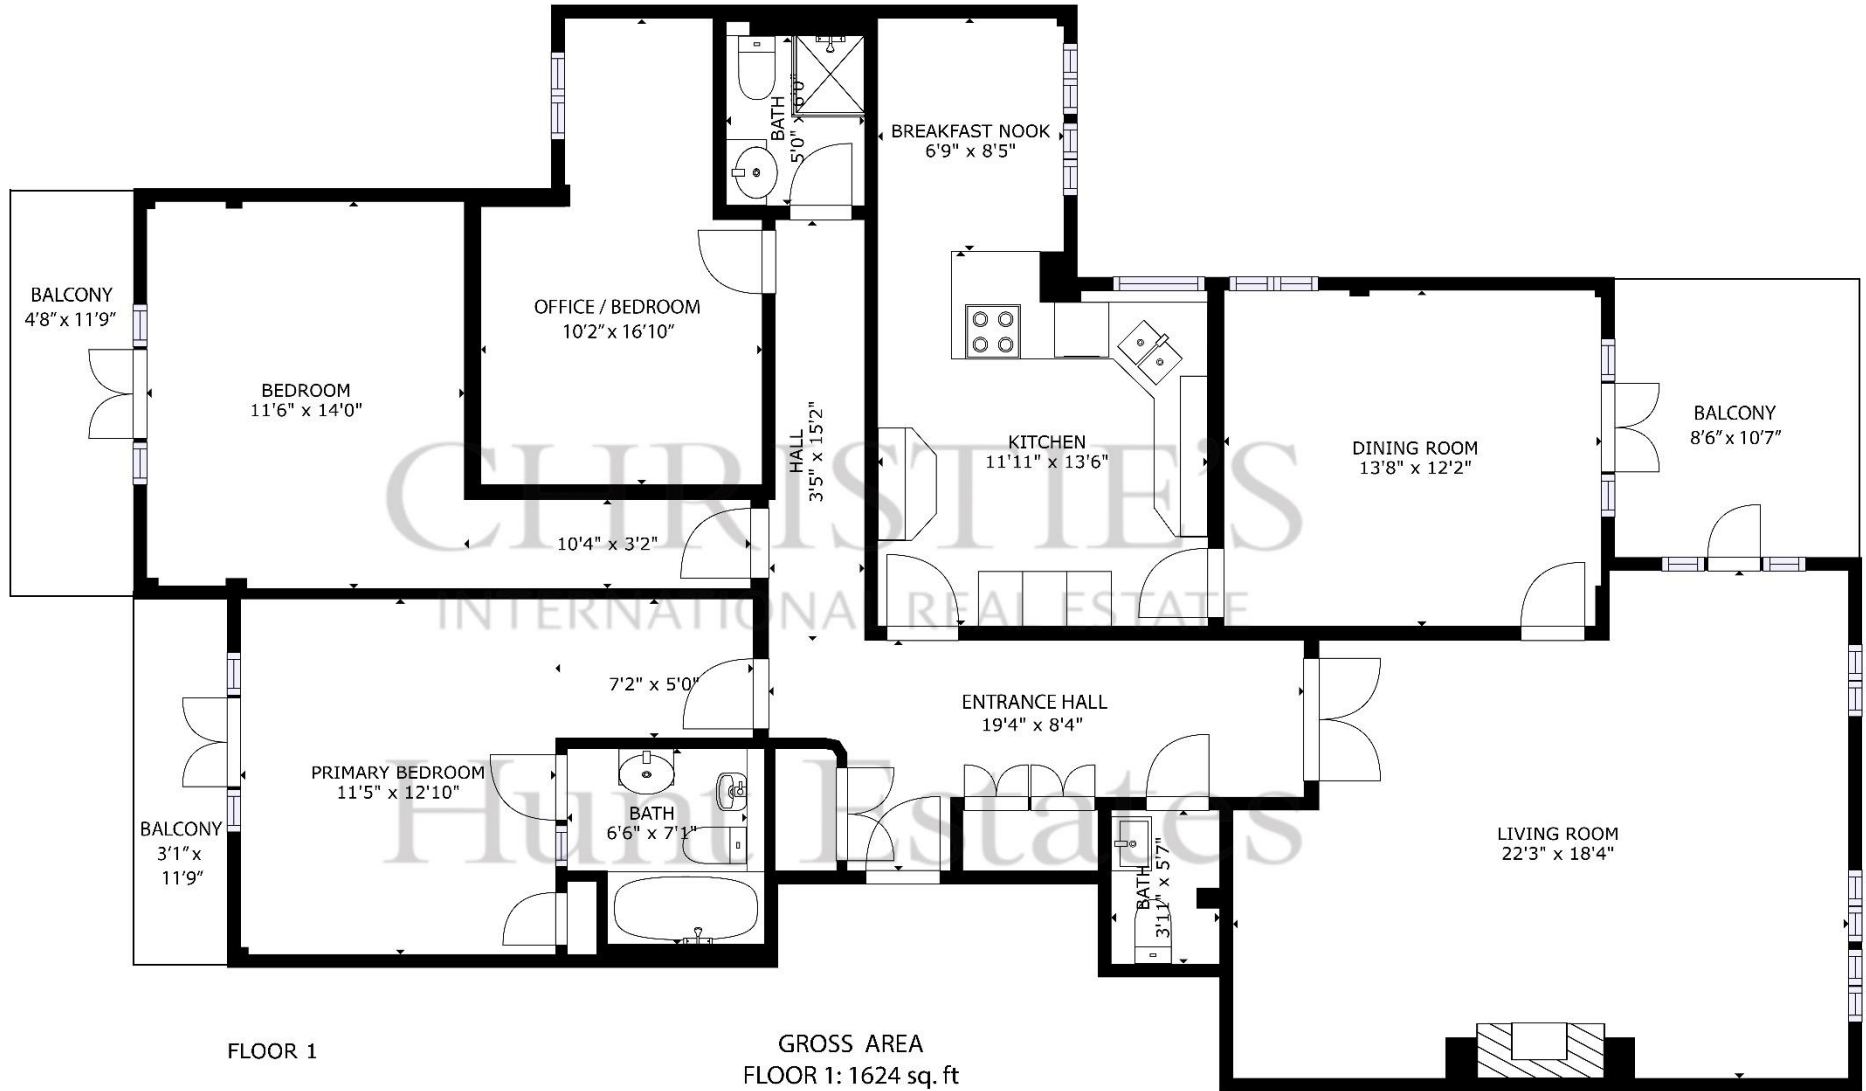 BATH
5'0" x 6'0"
BREAKFAST NOOK
6'9" x 8'5"
BALCONY
4'8" x 11'9"
OFFICE / BEDROOM
10'2" x 16'10"
BEDROOM
11'6" x 14'0"
HALL
3'5" x 15'2"
KITCHEN
11'11" x 13'6"
DINING ROOM
13'8" x 12'2"
BALCONY
8'6" x 10'7"
CHRISTIE'S
INTERNATIONAL REAL ESTATE
Hunt Estates
10'4" x 3'2"
7'2" x 5'0"
ENTRANCE HALL
19'4" x 8'4"
PRIMARY BEDROOM
11'5" x 12'10"
BATH
6'6" x 7'1"
BALCONY
3'1" x
11'9"
BATH
3'11" x 5'7"
LIVING ROOM
22'3" x 18'4"
FLOOR 1
GROSS AREA
FLOOR 1: 1624 sq. ft